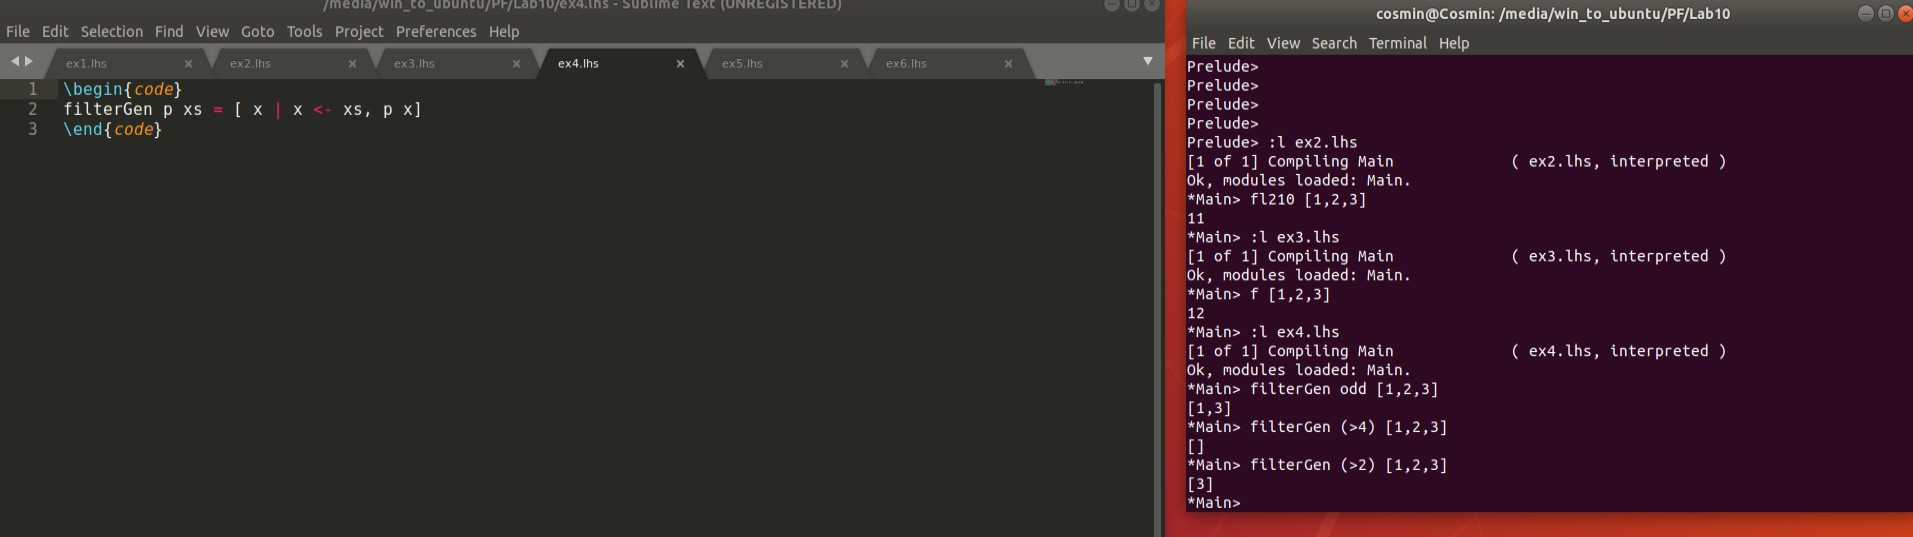 /media/win_to_ubuntu/PF/Lab10/ex4.lhs - Sublime Text (UNREGISTERED)
File Edit Selection Find View Goto Tools Project Preferences Help
ex1.lhs × ex2.lhs × ex3.lhs × ex4.lhs × ex5.lhs × ex6.lhs ×
1 \begin{code}
2 filterGen p xs = [ x | x <- xs, p x]
3 \end{code}
cosmin@Cosmin: /media/win_to_ubuntu/PF/Lab10
File Edit View Search Terminal Help
Prelude>
Prelude>
Prelude>
Prelude>
Prelude> :l ex2.lhs
[1 of 1] Compiling Main             ( ex2.lhs, interpreted )
Ok, modules loaded: Main.
*Main> fl210 [1,2,3]
11
*Main> :l ex3.lhs
[1 of 1] Compiling Main             ( ex3.lhs, interpreted )
Ok, modules loaded: Main.
*Main> f [1,2,3]
12
*Main> :l ex4.lhs
[1 of 1] Compiling Main             ( ex4.lhs, interpreted )
Ok, modules loaded: Main.
*Main> filterGen odd [1,2,3]
[1,3]
*Main> filterGen (>4) [1,2,3]
[]
*Main> filterGen (>2) [1,2,3]
[3]
*Main>